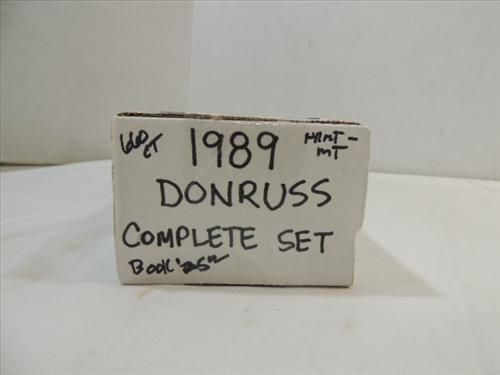 660 CT
1989
NRMT-MT
DONRUSS
COMPLETE SET
BOOK "25"